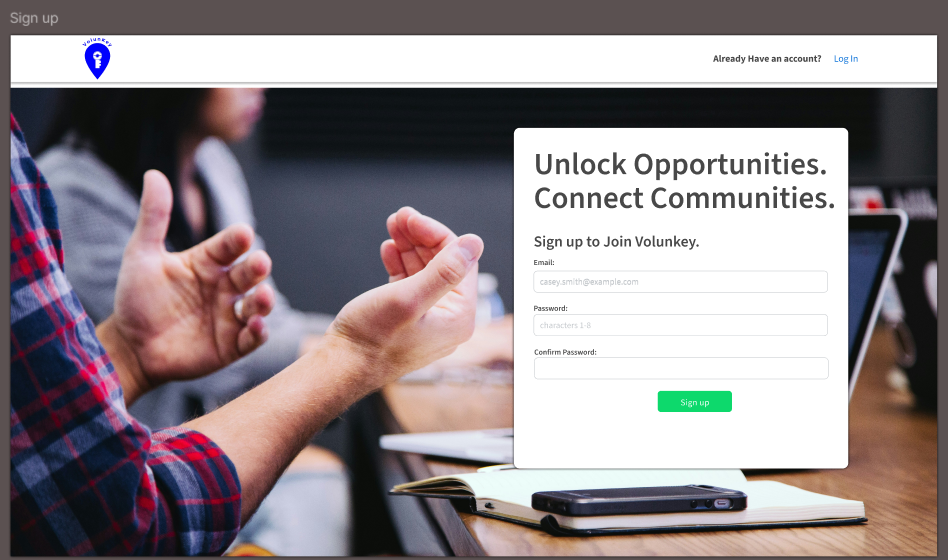 Sign up
Volunkey
Already Have an account? Log In
Unlock Opportunities.
Connect Communities.
Sign up to Join Volunkey.
Email:
casey.smith@example.com
Password:
characters 1-8
Confirm Password:
Sign up